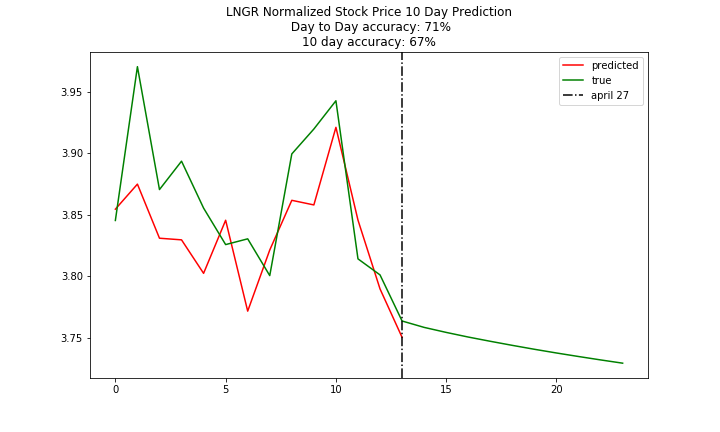 LNGR Normalized Stock Price 10 Day Prediction
Day to Day accuracy: 71%
10 day accuracy: 67%
predicted
true
april 27
3.95
3.90
3.85
3.80
3.75
0
5
10
15
20